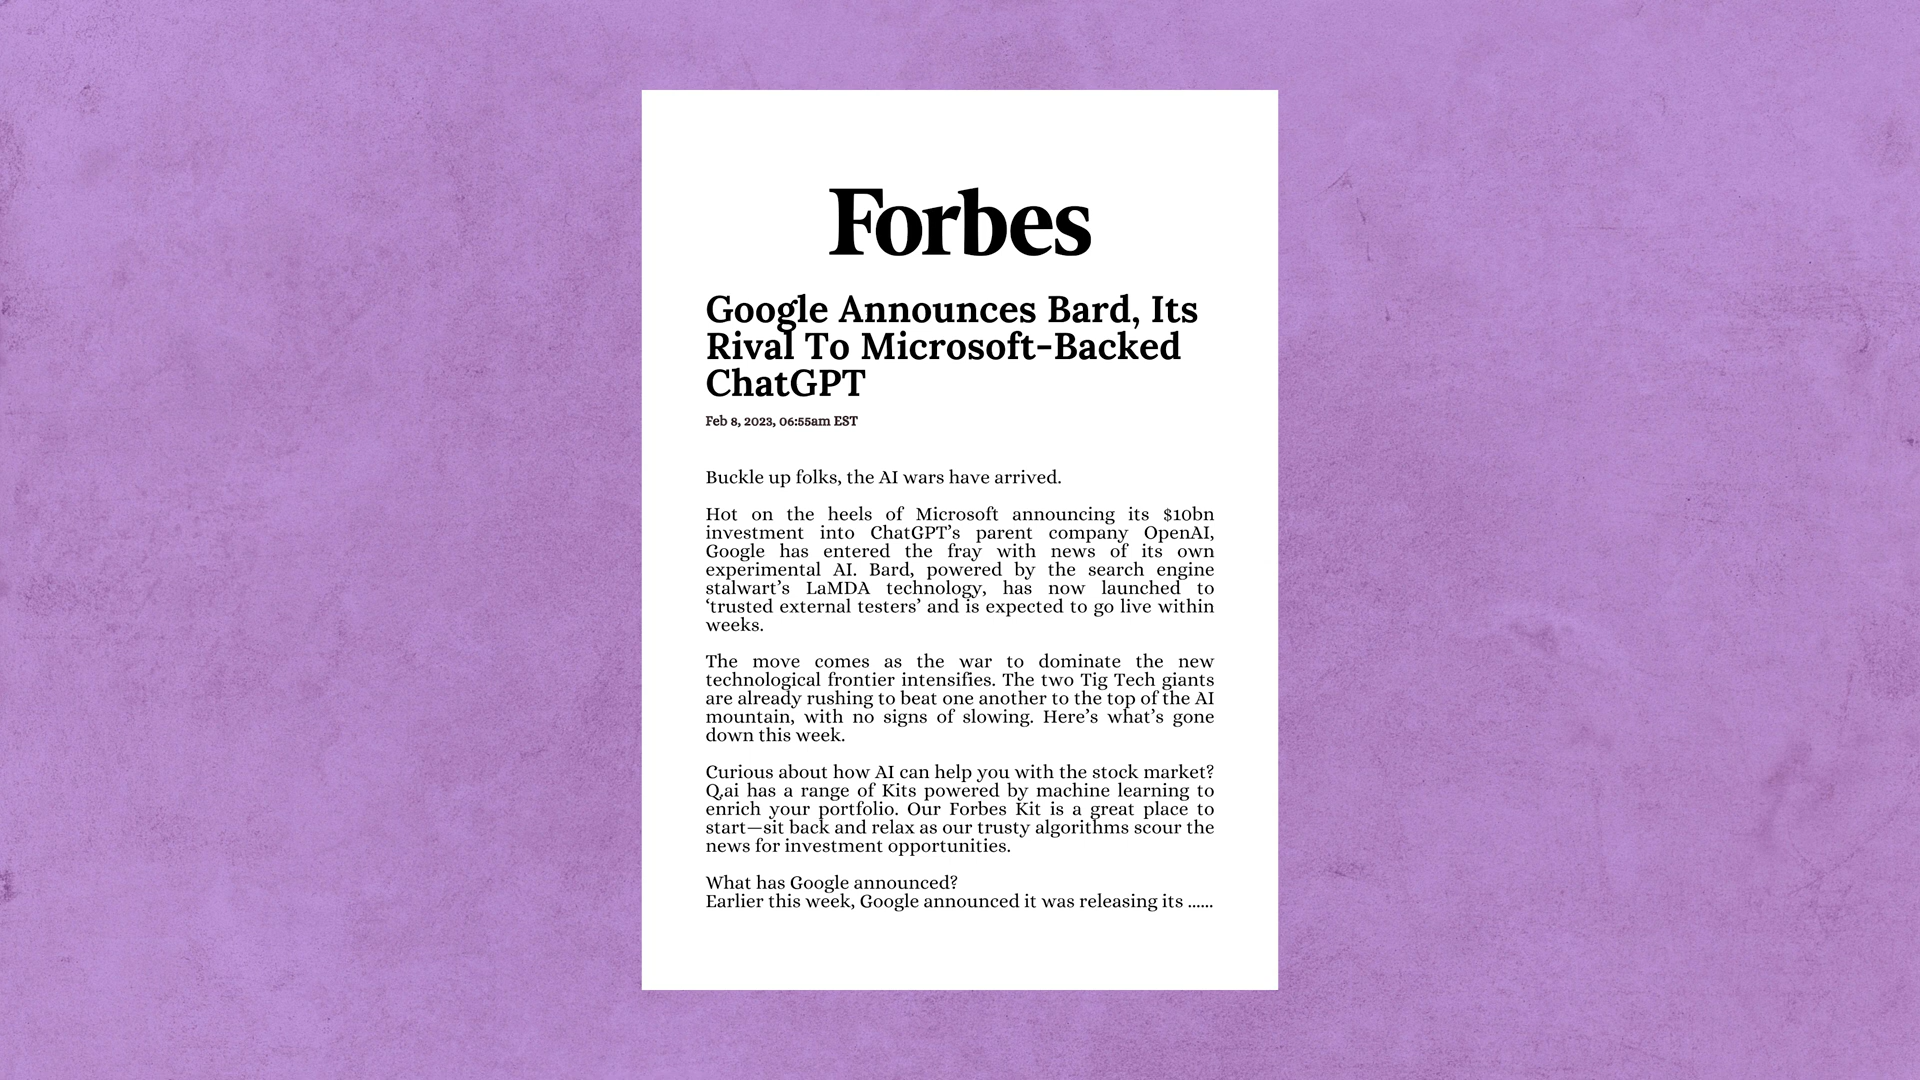 Forbes
Google Announces Bard, Its
Rival To Microsoft-Backed
ChatGPT
Feb 8, 2023, 06:55am EST
Buckle up folks, the AI wars have arrived.
Hot on the heels of Microsoft announcing its $10bn
investment into ChatGPT’s parent company OpenAI,
Google has entered the fray with news of its own
experimental AI. Bard, powered by the search engine
stalwart’s LaMDA technology, has now launched to
‘trusted external testers’ and is expected to go live within
weeks.
The move comes as the war to dominate the new
technological frontier intensifies. The two Tig Tech giants
are already rushing to beat one another to the top of the AI
mountain, with no signs of slowing. Here’s what’s gone
down this week.
Curious about how AI can help you with the stock market?
Q.ai has a range of Kits powered by machine learning to
enrich your portfolio. Our Forbes Kit is a great place to
start—sit back and relax as our trusty algorithms scour the
news for investment opportunities.
What has Google announced?
Earlier this week, Google announced it was releasing its ......